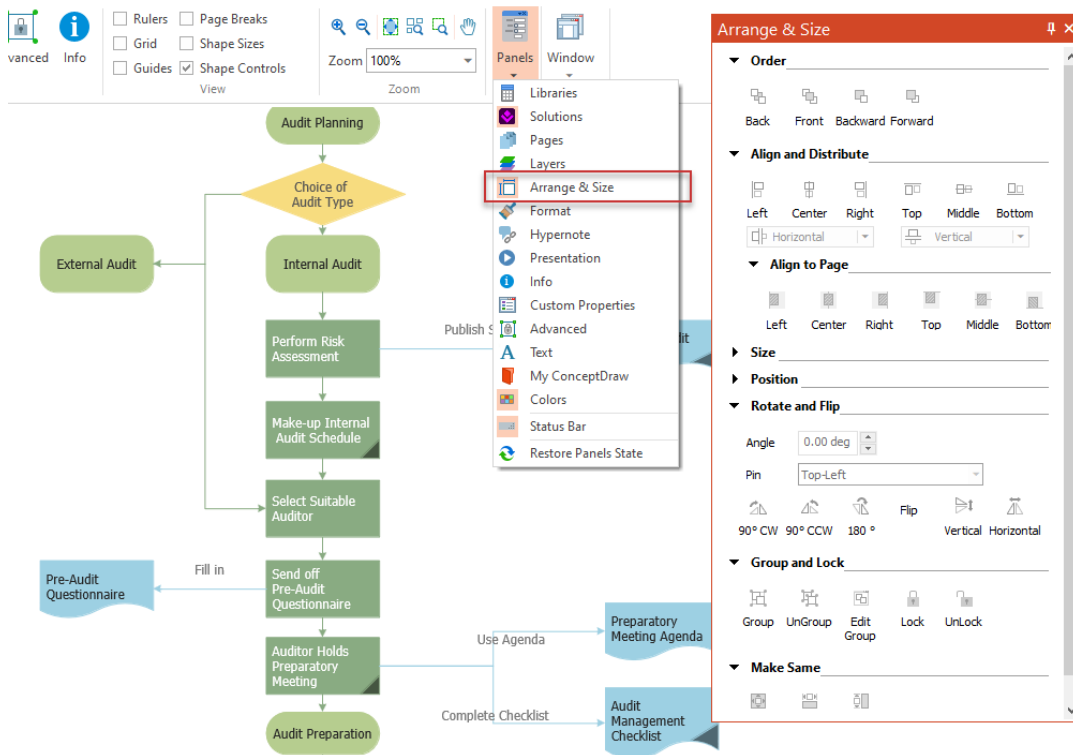 Rulers
Page Breaks
Grid
Shape Sizes
Guides
Shape Controls
View
vanced
Info
Zoom
100%
Zoom
Panels
Window
Libraries
Solutions
Pages
Layers
Arrange & Size
Format
Hypernote
Presentation
Info
Custom Properties
Advanced
Text
My ConceptDraw
Colors
Status Bar
Restore Panels State
Audit Planning
Choice of
Audit Type
External Audit
Internal Audit
Perform Risk
Assessment
Publish S
dit
Make-up Internal
Audit Schedule
Select Suitable
Auditor
Fill in
Pre-Audit
Questionnaire
Send off
Pre-Audit
Questionnaire
Auditor Holds
Preparatory
Meeting
Use Agenda
Preparatory
Meeting Agenda
Complete Checklist
Audit
Management
Checklist
Audit Preparation
Arrange & Size
Order
Back Front Backward Forward
Align and Distribute
Left Center Right Top Middle Bottom
Horizontal Vertical
Align to Page
Left Center Right Top Middle Bottom
Size
Position
Rotate and Flip
Angle 0.00 deg
Pin Top-Left
90° CW 90° CCW 180 ° Flip Vertical Horizontal
Group and Lock
Group UnGroup Edit
Group Lock UnLock
Make Same